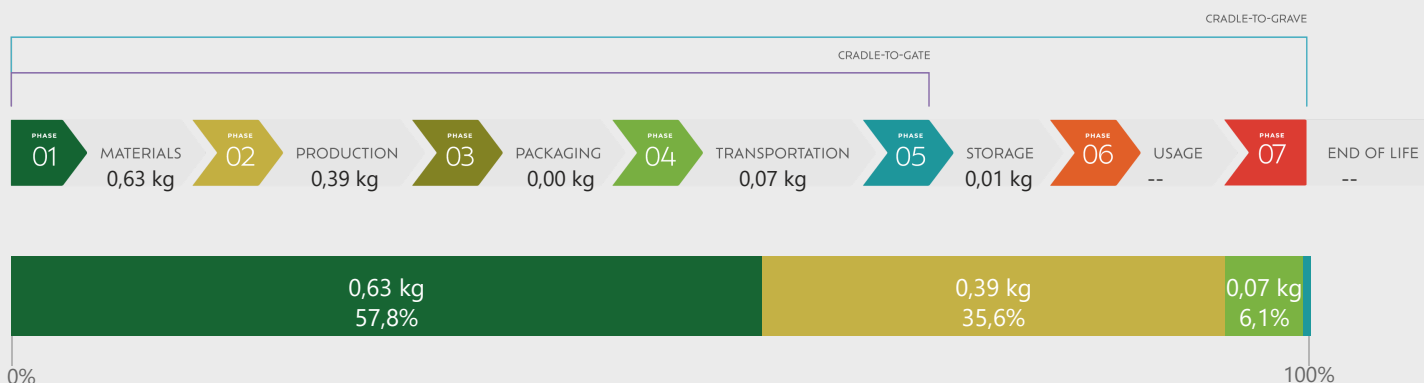 CRADLE-TO-GRAVE
CRADLE-TO-GATE
PHASE
01
MATERIALS
0,63 kg
PHASE
02
PRODUCTION
0,39 kg
PHASE
03
PACKAGING
0,00 kg
PHASE
04
TRANSPORTATION
0,07 kg
PHASE
05
STORAGE
0,01 kg
PHASE
06
USAGE
--
PHASE
07
END OF LIFE
--
0,63 kg
57,8%
0,39 kg
35,6%
0,07 kg
6,1%
0%
100%